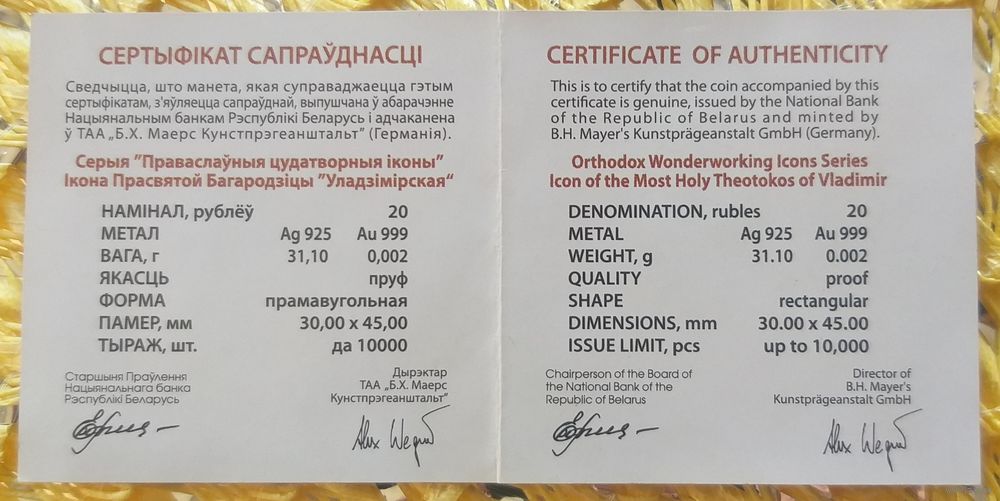 СЕРТЫФІКАТ САПРАЎДНАСЦІ
Сведчыцца, што манета, якая суправаджаецца гэтым
сертыфікатам, з'яўляецца сапраўднай, выпушчана ў абарачэнне
Нацыянальным банкам Рэспублікі Беларусь і адчаканена
ў ТАА „Б.Х. Маерс Кунстпрэгеанштальт" (Германія).
Серыя "Праваслаўныя цудатворныя іконы"
Ікона Прасвятой Багародзіцы "Уладзімірская“
НАМІНАЛ, рублёў 20
МЕТАЛ Ag 925 Au 999
ВАГА, г 31,10 0,002
ЯКАСЦЬ пруф
ФОРМА прамавугольная
ПАМЕР, мм 30,00 x 45,00
ТЫРАЖ, шт. да 10000
Старшыня Праўлення
Нацыянальнага банка
Рэспублікі Беларусь
Дырэктар
ТАА „Б.Х. Маерс
Кунстпрэгеанштальт"
CERTIFICATE OF AUTHENTICITY
This is to certify that the coin accompanied by this
certificate is genuine, issued by the National Bank
of the Republic of Belarus and minted by
B.H. Mayer's Kunstprägeanstalt GmbH (Germany).
Orthodox Wonderworking Icons Series
Icon of the Most Holy Theotokos of Vladimir
DENOMINATION, rubles 20
METAL Ag 925 Au 999
WEIGHT, g 31.10 0.002
QUALITY proof
SHAPE rectangular
DIMENSIONS, mm 30.00 x 45.00
ISSUE LIMIT, pcs up to 10,000
Chairperson of the Board of
the National Bank of the
Republic of Belarus
Director of
B.H. Mayer's
Kunstprägeanstalt GmbH